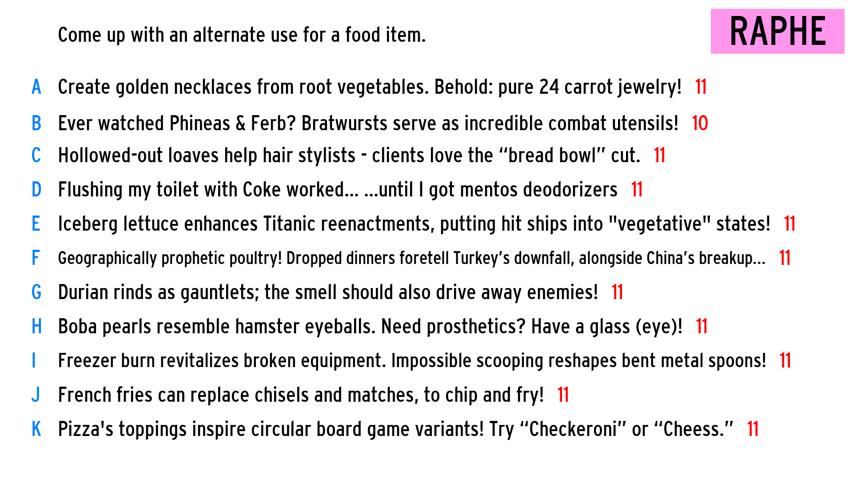 Come up with an alternate use for a food item.
RAPHE
A Create golden necklaces from root vegetables. Behold: pure 24 carrot jewelry! 11
B Ever watched Phineas & Ferb? Bratwursts serve as incredible combat utensils! 10
C Hollowed-out loaves help hair stylists - clients love the “bread bowl” cut. 11
D Flushing my toilet with Coke worked... ...until I got mentos deodorizers 11
E Iceberg lettuce enhances Titanic reenactments, putting hit ships into "vegetative" states! 11
F Geographically prophetic poultry! Dropped dinners foretell Turkey’s downfall, alongside China’s breakup... 11
G Durian rinds as gauntlets; the smell should also drive away enemies! 11
H Boba pearls resemble hamster eyeballs. Need prosthetics? Have a glass (eye)! 11
I Freezer burn revitalizes broken equipment. Impossible scooping reshapes bent metal spoons! 11
J French fries can replace chisels and matches, to chip and fry! 11
K Pizza's toppings inspire circular board game variants! Try “Checkeroni” or “Cheess.” 11